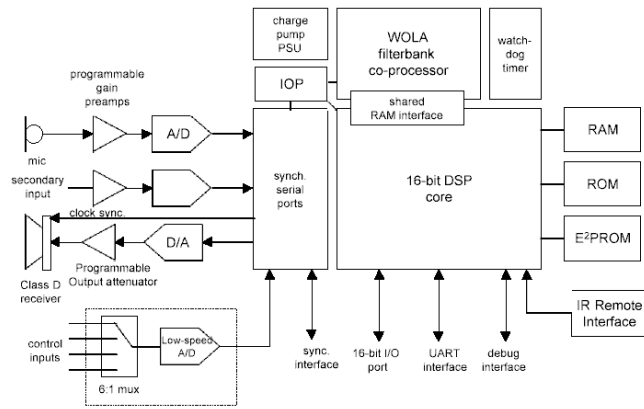 charge
pump
PSU
WOLA
filterbank
co-processor
watch-
dog
timer
programmable
gain
preamps
IOP
shared
RAM interface
A/D
mic
RAM
secondary
input
synch.
serial
ports
16-bit DSP
core
ROM
clock sync.
D/A
E²PROM
Class D
receiver
Programmable
Output attenuator
IR Remote
Interface
control
inputs
Low-speed
A/D
6:1 mux
sync.
interface
16-bit I/O
port
UART
interface
debug
interface